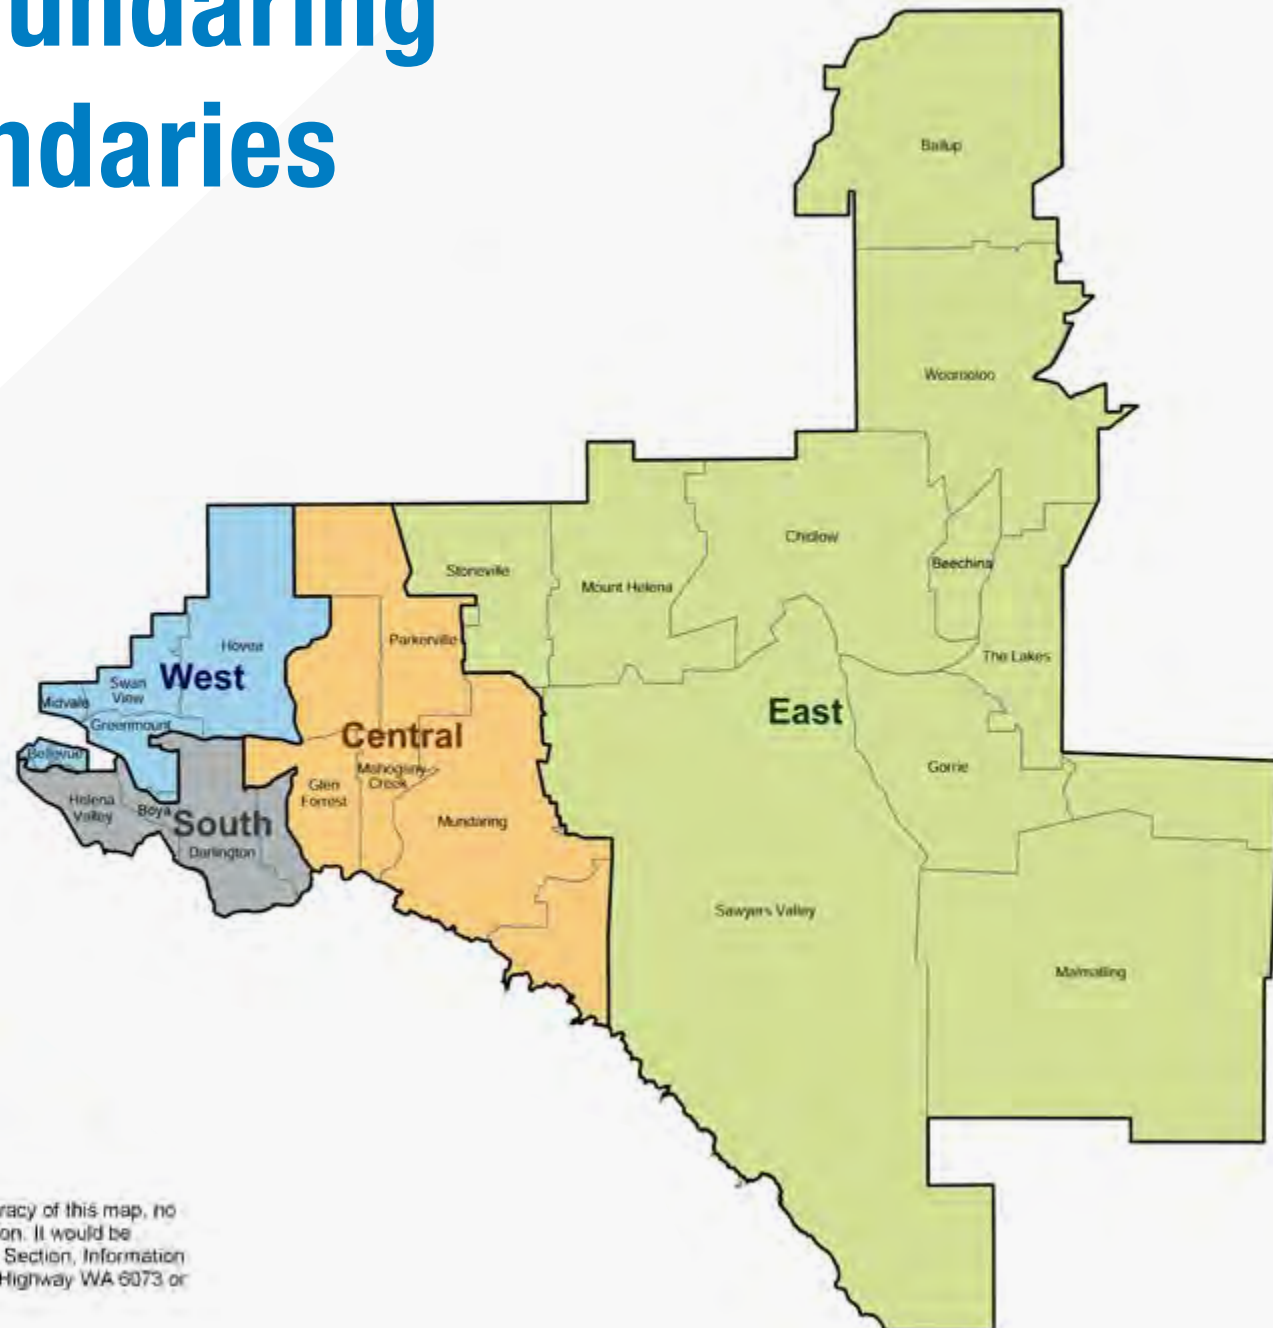 undaring
ndaries
Bailup
Wooroloo
Chidlow
Beechina
Stoneville
Mount Helena
Parkerville
The Lakes
Hovea
West
Swan
View
Midvale
Greenmount
East
Central
Bellevue
Mahogany
Creek
Gorrie
Glen
Forrest
Helena
Valley
Boya
South
Mundaring
Darlington
Sawyers Valley
Malmalling
racy of this map, no
on. It would be
Section, Information
Highway WA 6073 or